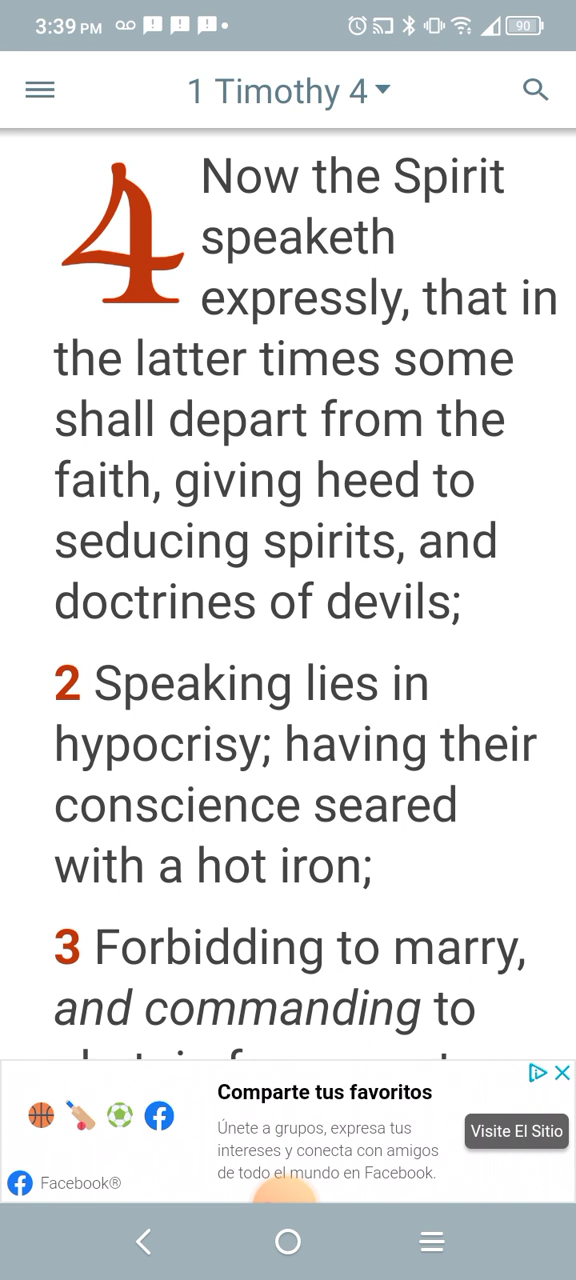 3:39 PM
90
1 Timothy 4
4 Now the Spirit
speaketh
expressly, that in
the latter times some
shall depart from the
faith, giving heed to
seducing spirits, and
doctrines of devils;
2 Speaking lies in
hypocrisy; having their
conscience seared
with a hot iron;
3 Forbidding to marry,
and commanding to
Comparte tus favoritos
Únete a grupos, expresa tus
intereses y conecta con amigos
de todo el mundo en Facebook.
Visite El Sitio
Facebook®